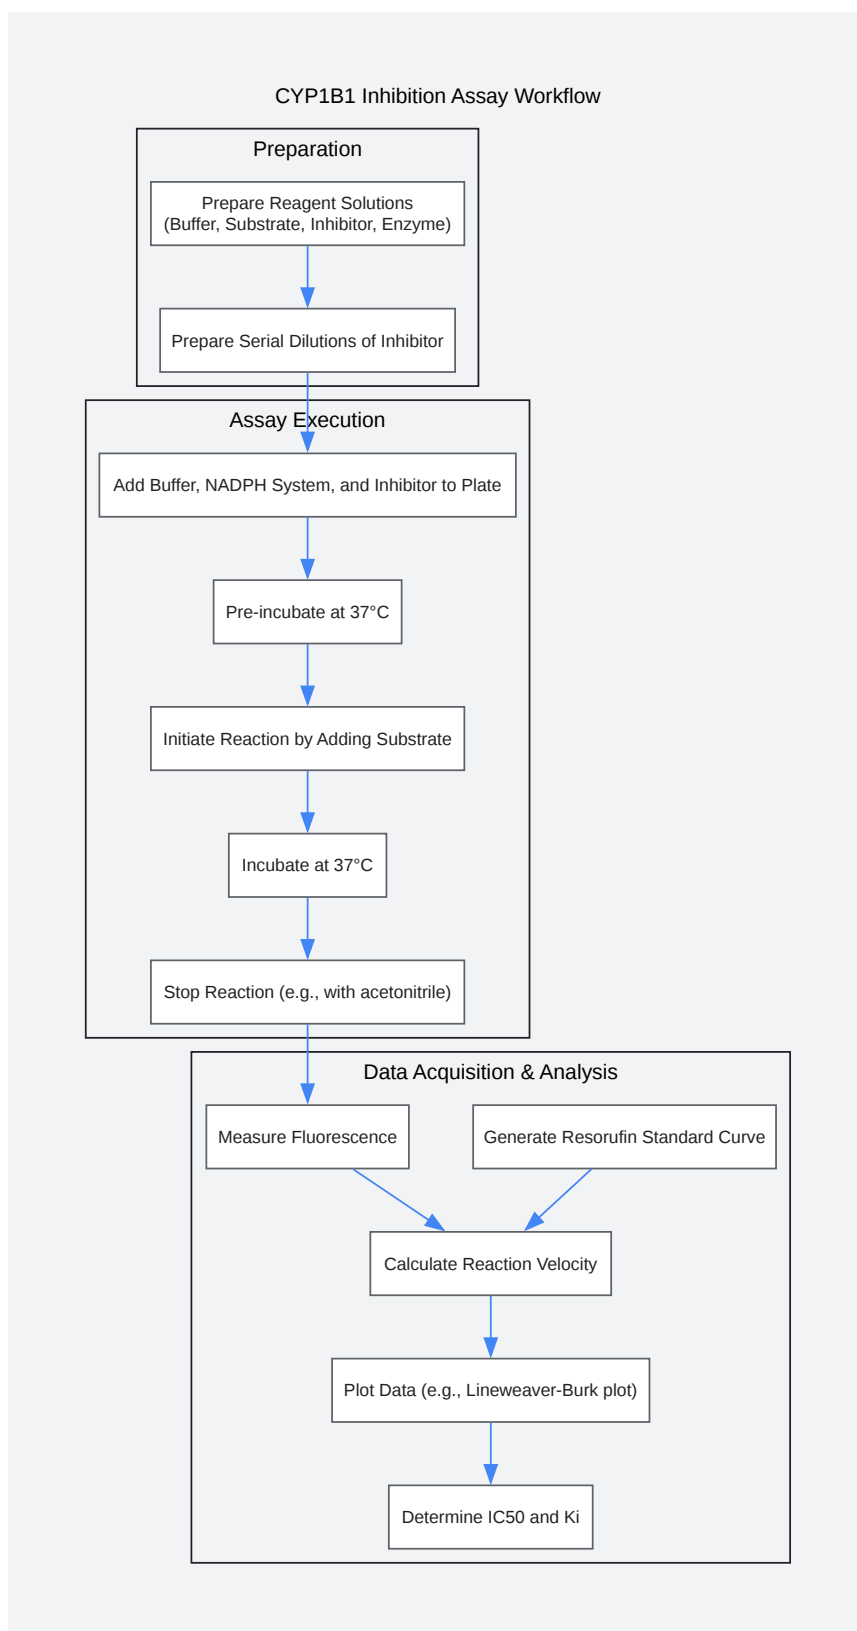 CYP1B1 Inhibition Assay Workflow
Preparation
Prepare Reagent Solutions
(Buffer, Substrate, Inhibitor, Enzyme)
Prepare Serial Dilutions of Inhibitor
Assay Execution
Add Buffer, NADPH System, and Inhibitor to Plate
Pre-incubate at 37°C
Initiate Reaction by Adding Substrate
Incubate at 37°C
Stop Reaction (e.g., with acetonitrile)
Data Acquisition & Analysis
Measure Fluorescence
Generate Resorufin Standard Curve
Calculate Reaction Velocity
Plot Data (e.g., Lineweaver-Burk plot)
Determine IC50 and Ki